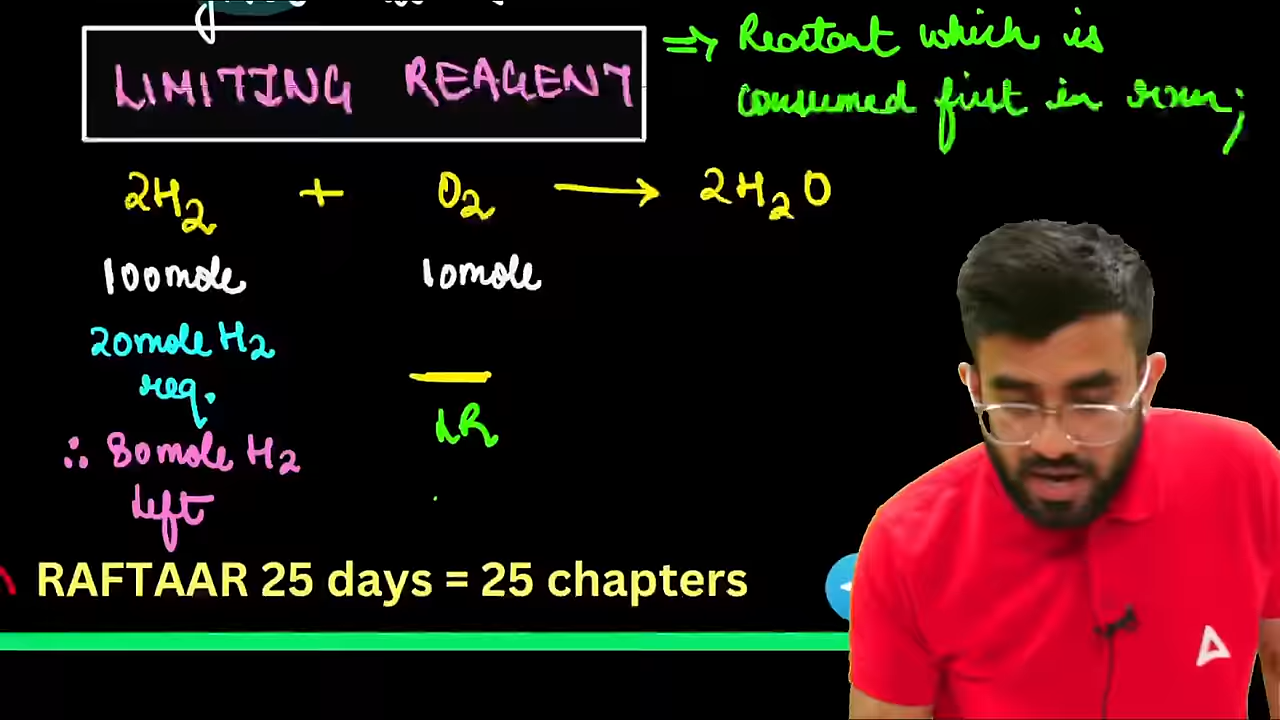 LIMITING REAGENT
⇒ Reactant which is
consumed first in rxn;
2H₂ + O₂ ⟶ 2H₂O
100mole 10mole
20mole H₂
req.
LR
∴ 80mole H₂
left
RAFTAAR 25 days = 25 chapters